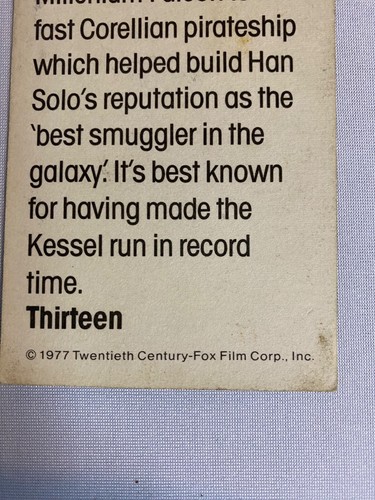 fast Corellian pirateship
which helped build Han
Solo's reputation as the
'best smuggler in the
galaxy.' It's best known
for having made the
Kessel run in record
time.
Thirteen
© 1977 Twentieth Century-Fox Film Corp., Inc.